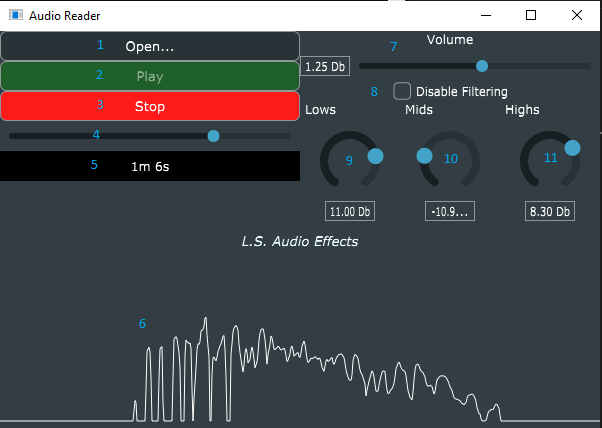 Audio Reader
1 Open...
2 Play
3 Stop
4
5 1m 6s
7 Volume
1.25 Db
8 Disable Filtering
Lows Mids Highs
9 10 11
11.00 Db -10.9... 8.30 Db
L.S. Audio Effects
6